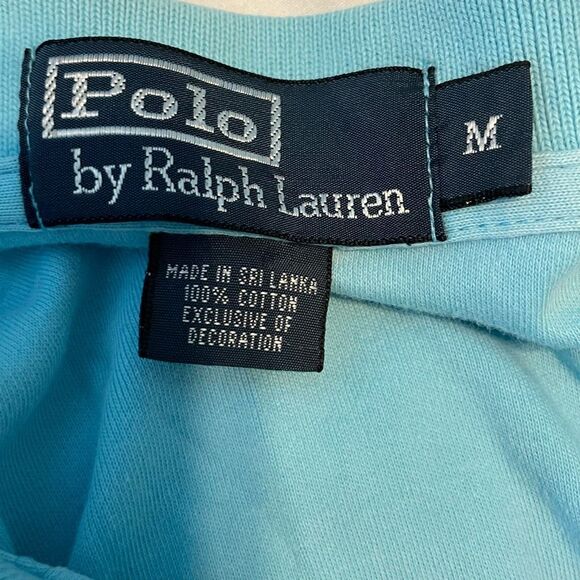 Polo
by Ralph Lauren
M
MADE IN SRI LANKA
100% COTTON
EXCLUSIVE OF
DECORATION